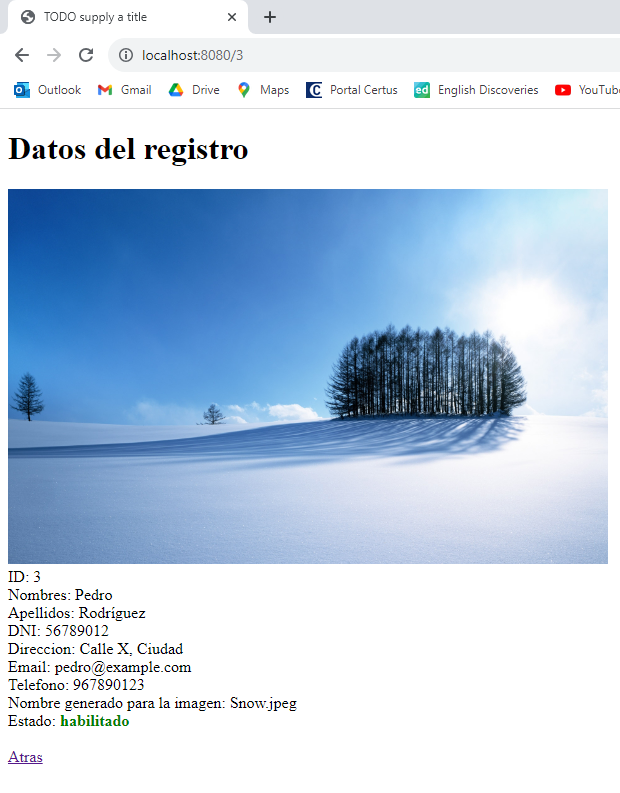 TODO supply a title
localhost:8080/3
Outlook Gmail Drive Maps Portal Certus ed English Discoveries YouTube
Datos del registro
ID: 3
Nombres: Pedro
Apellidos: Rodríguez
DNI: 56789012
Direccion: Calle X, Ciudad
Email: pedro@example.com
Telefono: 967890123
Nombre generado para la imagen: Snow.jpeg
Estado: habilitado
Atras